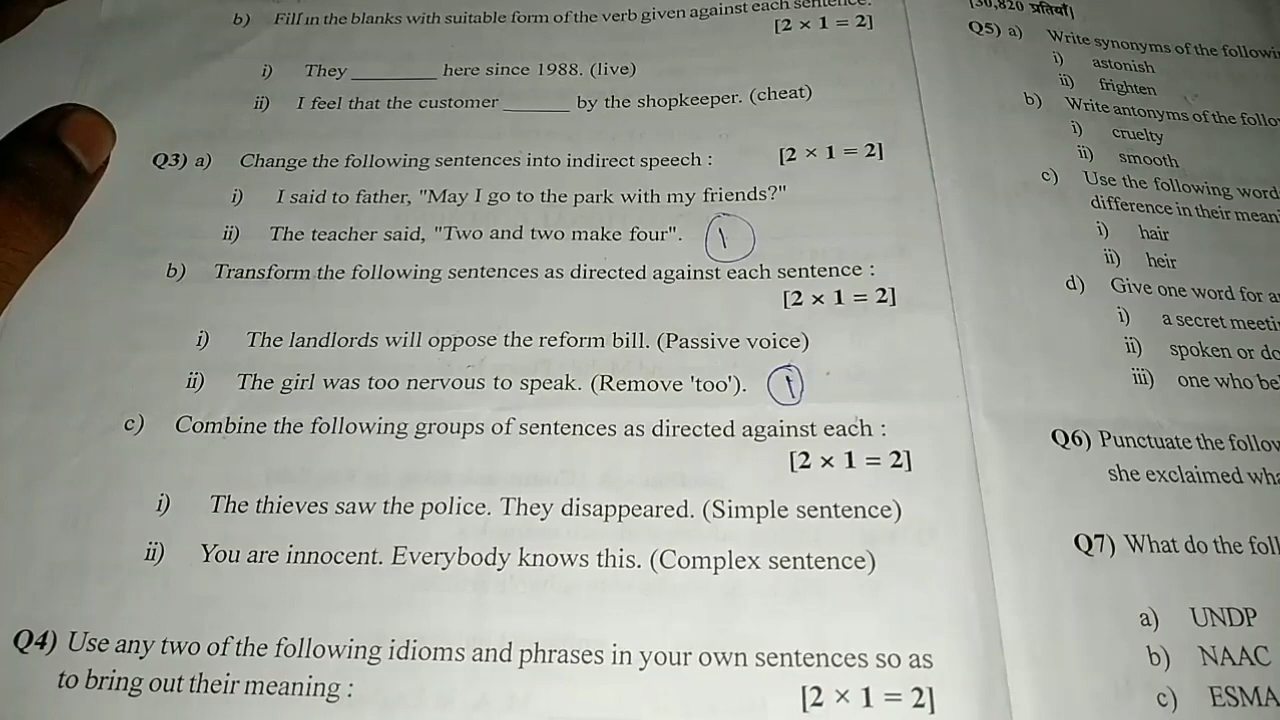 b) Fill in the blanks with suitable form of the verb given against each sentence.
[2 × 1 = 2]
i) They ________ here since 1988. (live)
ii) I feel that the customer ______ by the shopkeeper. (cheat)
Q3) a) Change the following sentences into indirect speech : [2 × 1 = 2]
i) I said to father, "May I go to the park with my friends?"
ii) The teacher said, "Two and two make four". 1
b) Transform the following sentences as directed against each sentence :
[2 × 1 = 2]
i) The landlords will oppose the reform bill. (Passive voice)
ii) The girl was too nervous to speak. (Remove 'too'). 1
c) Combine the following groups of sentences as directed against each :
[2 × 1 = 2]
i) The thieves saw the police. They disappeared. (Simple sentence)
ii) You are innocent. Everybody knows this. (Complex sentence)
Q4) Use any two of the following idioms and phrases in your own sentences so as
to bring out their meaning : [2 × 1 = 2]
[30,820 प्रतियाँ]
Q5) a) Write synonyms of the
i) astonish
ii) frighten
b) Write antonyms of the
i) cruelty
ii) smooth
c) Use the following word
difference in their
i) hair
ii) heir
d) Give one word for
i) a secret
ii) spoken or
iii) one who
Q6) Punctuate the
she exclaimed
Q7) What do the
a) UNDP
b) NAAC
c) ESMA